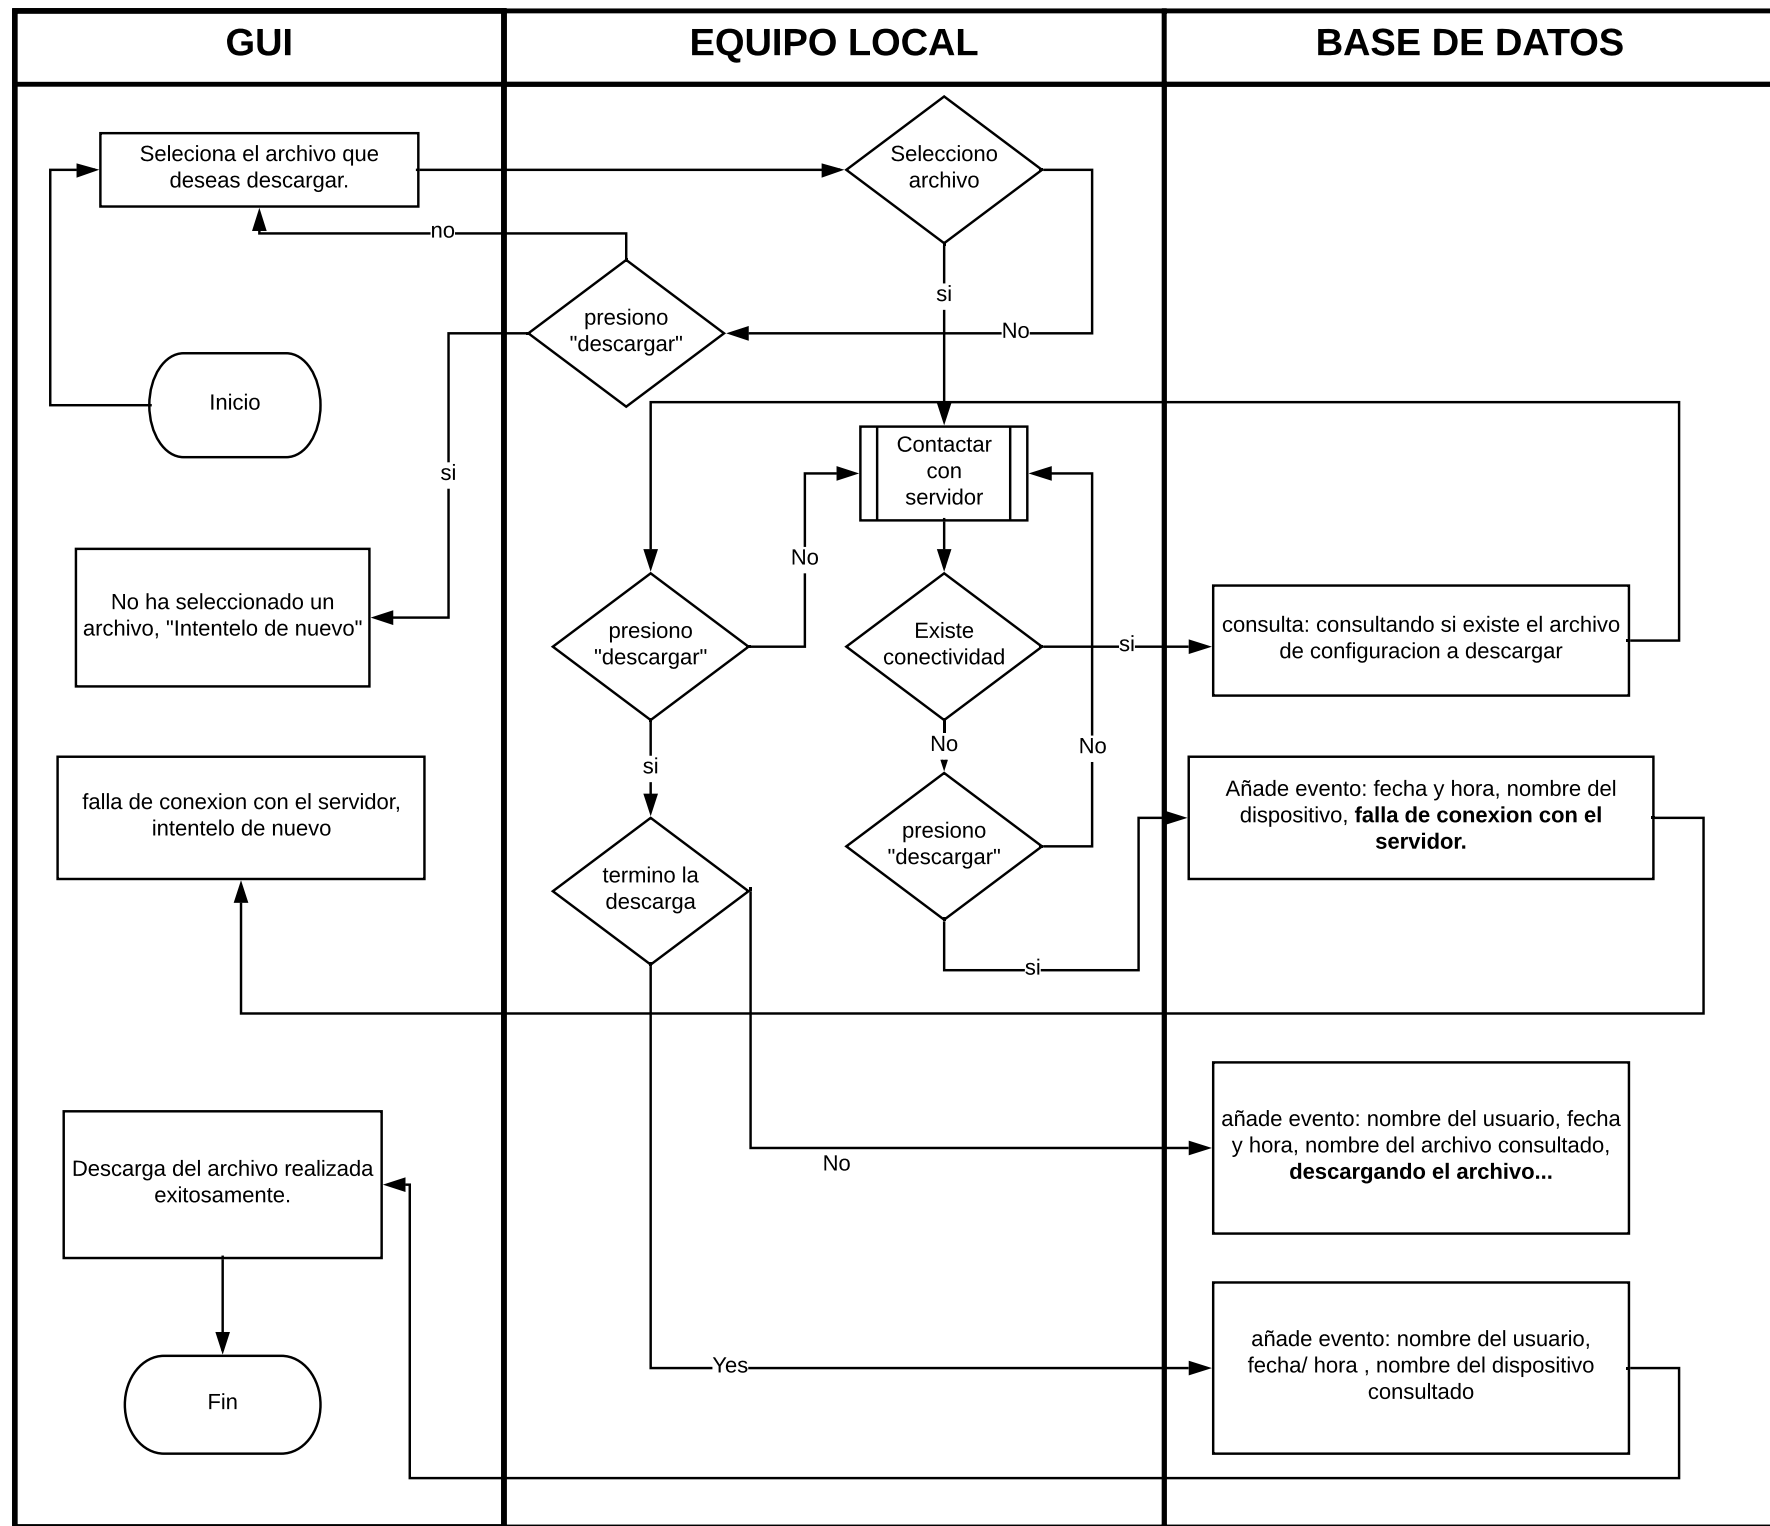 GUI
EQUIPO LOCAL
BASE DE DATOS
Seleciona el archivo que
deseas descargar.
Selecciono
archivo
no
si
presiono
"descargar"
No
Inicio
si
Contactar
con
servidor
No
No ha seleccionado un
archivo, "Intentelo de nuevo"
presiono
"descargar"
Existe
conectividad
si
consulta: consultando si existe el archivo
de configuracion a descargar
No
No
si
falla de conexion con el servidor,
intentelo de nuevo
Añade evento: fecha y hora, nombre del
dispositivo, falla de conexion con el
servidor.
presiono
"descargar"
termino la
descarga
si
añade evento: nombre del usuario, fecha
y hora, nombre del archivo consultado,
descargando el archivo...
No
Descarga del archivo realizada
exitosamente.
añade evento: nombre del usuario,
fecha/ hora , nombre del dispositivo
consultado
Yes
Fin